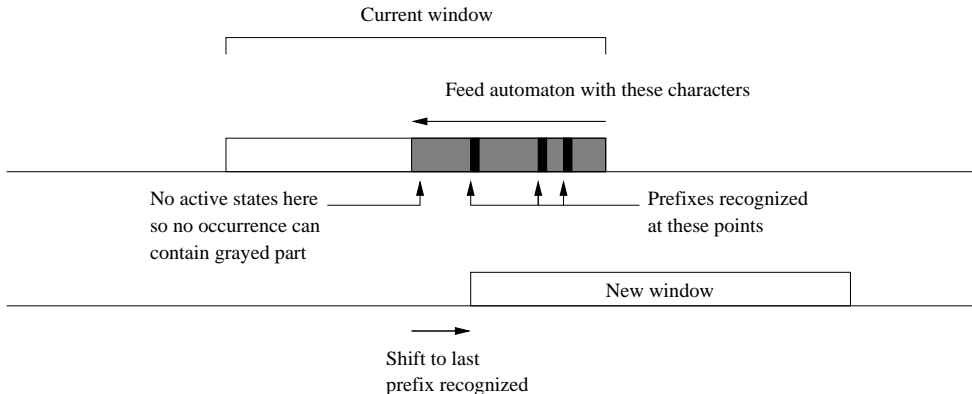 Current window
Feed automaton with these characters
No active states here
so no occurrence can
contain grayed part
Prefixes recognized
at these points
New window
Shift to last
prefix recognized